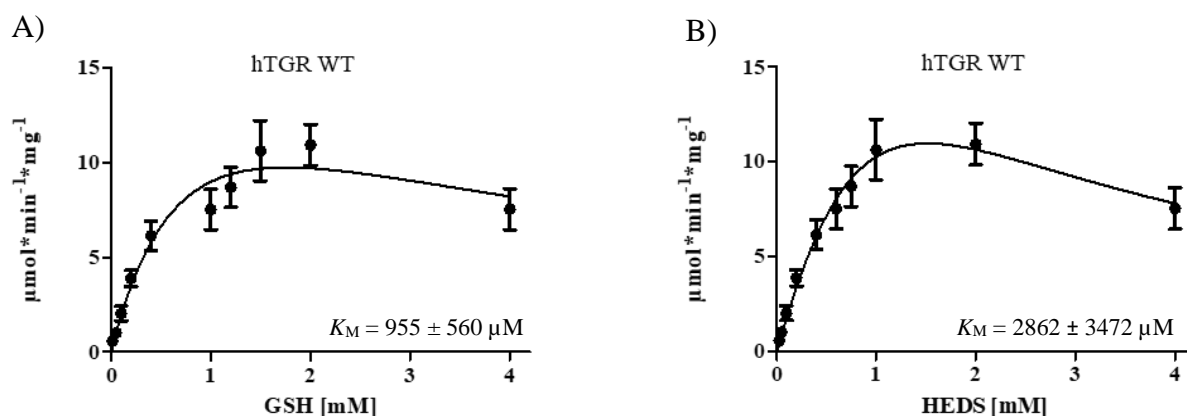 A)
hTGR WT
µmol*min-1*mg-1
15
10
5
0
0 1 2 3 4
GSH [mM]
KM = 955 ± 560 µM
B)
hTGR WT
µmol*min-1*mg-1
15
10
5
0
0 1 2 3 4
HEDS [mM]
KM = 2862 ± 3472 µM